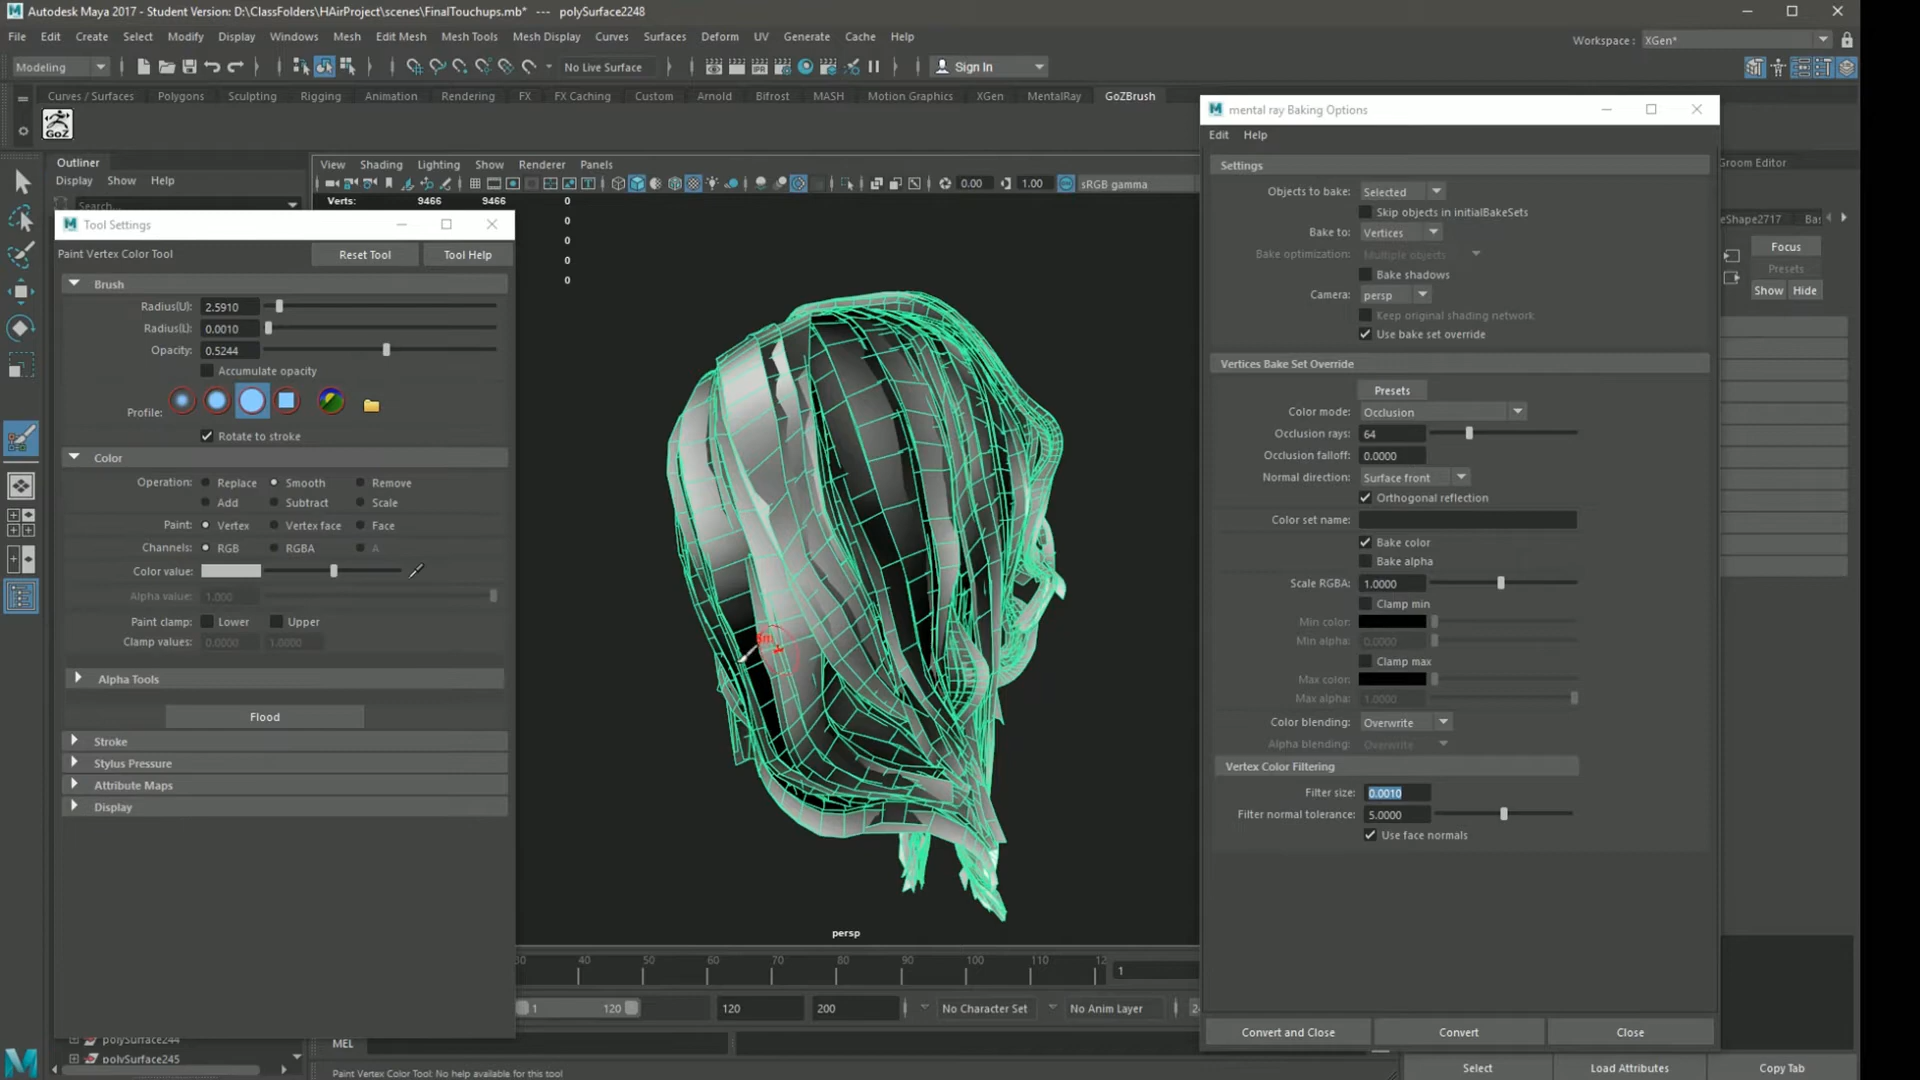 Autodesk Maya 2017 - Student Version: D:\ClassFolders\HAirProject\scenes\FinalTouchups.mb* --- polySurface2248
File Edit Create Select Modify Display Windows Mesh Edit Mesh Mesh Tools Mesh Display Curves Surfaces Deform UV Generate Cache Help
Workspace : XGen*
Modeling No Live Surface Sign In
Curves / Surfaces Polygons Sculpting Rigging Animation Rendering FX FX Caching Custom Arnold Bifrost MASH Motion Graphics XGen MentalRay GoZBrush
GoZ
Outliner
Display Show Help
Search...
View Shading Lighting Show Renderer Panels
0.00 1.00 sRGB gamma
Verts: 9466 9466 0
0
0
0
0
Tool Settings
Paint Vertex Color Tool Reset Tool Tool Help
Brush
Radius(U): 2.5910
Radius(L): 0.0010
Opacity: 0.5244
Accumulate opacity
Profile:
Rotate to stroke
Color
Operation: Replace Smooth Remove
Add Subtract Scale
Paint: Vertex Vertex face Face
Channels: RGB RGBA A
Color value:
Alpha value: 1.000
Paint clamp: Lower Upper
Clamp values: 0.0000 1.0000
Alpha Tools
Flood
Stroke
Stylus Pressure
Attribute Maps
Display
polySurface244
polySurface245
persp
30 40 50 60 70 80 90 100 110 12
1
1 120 120 200 No Character Set No Anim Layer
MEL
Paint Vertex Color Tool: No help available for this tool
mental ray Baking Options
Edit Help
Settings
Objects to bake: Selected
Skip objects in initialBakeSets
Bake to: Vertices
Bake optimization: Multiple objects
Bake shadows
Camera: persp
Keep original shading network
Use bake set override
Vertices Bake Set Override
Presets
Color mode: Occlusion
Occlusion rays: 64
Occlusion falloff: 0.0000
Normal direction: Surface front
Orthogonal reflection
Color set name:
Bake color
Bake alpha
Scale RGBA: 1.0000
Clamp min
Min color:
Min alpha: 0.0000
Clamp max
Max color:
Max alpha: 1.0000
Color blending: Overwrite
Alpha blending: Overwrite
Vertex Color Filtering
Filter size: 0.0010
Filter normal tolerance: 5.0000
Use face normals
Convert and Close Convert Close
Groom Editor
eShape2717 Ba
Focus
Presets
Show Hide
Select Load Attributes Copy Tab